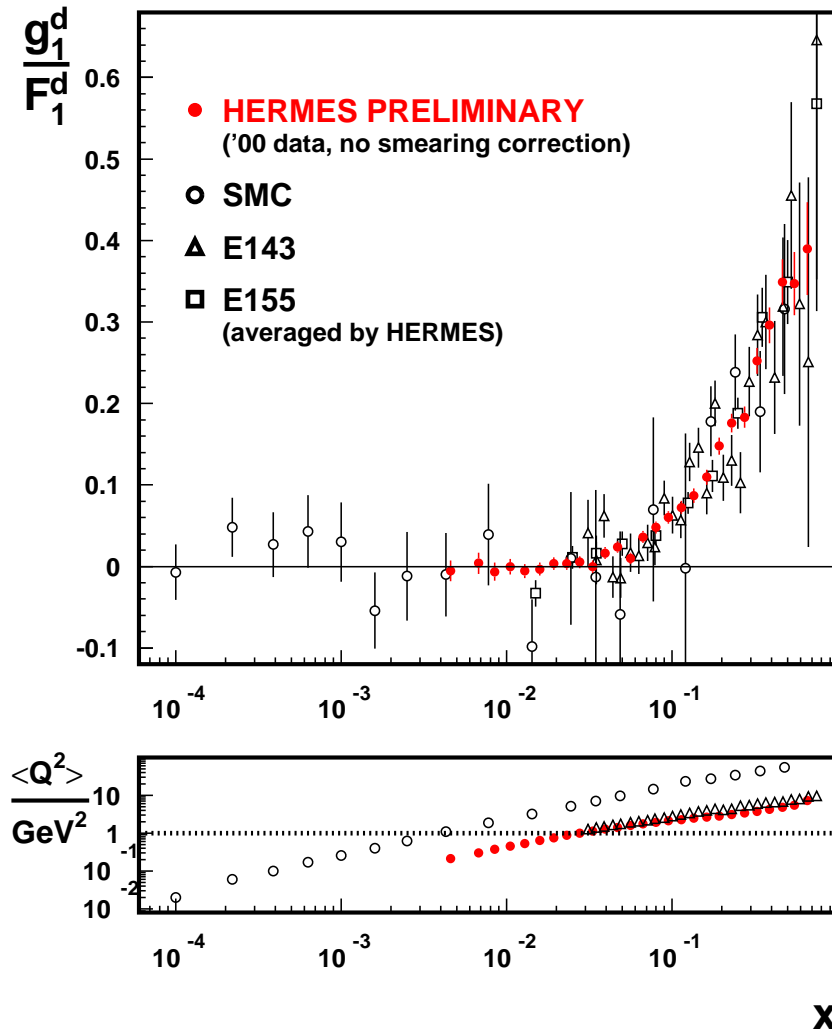 g₁ᵈ
F₁ᵈ
0.6
0.5
0.4
0.3
0.2
0.1
0
-0.1
HERMES PRELIMINARY
('00 data, no smearing correction)
SMC
E143
E155
(averaged by HERMES)
10⁻⁴ 10⁻³ 10⁻² 10⁻¹
<Q²>
GeV²
10
1
10⁻¹
10⁻²
10⁻⁴ 10⁻³ 10⁻² 10⁻¹
x